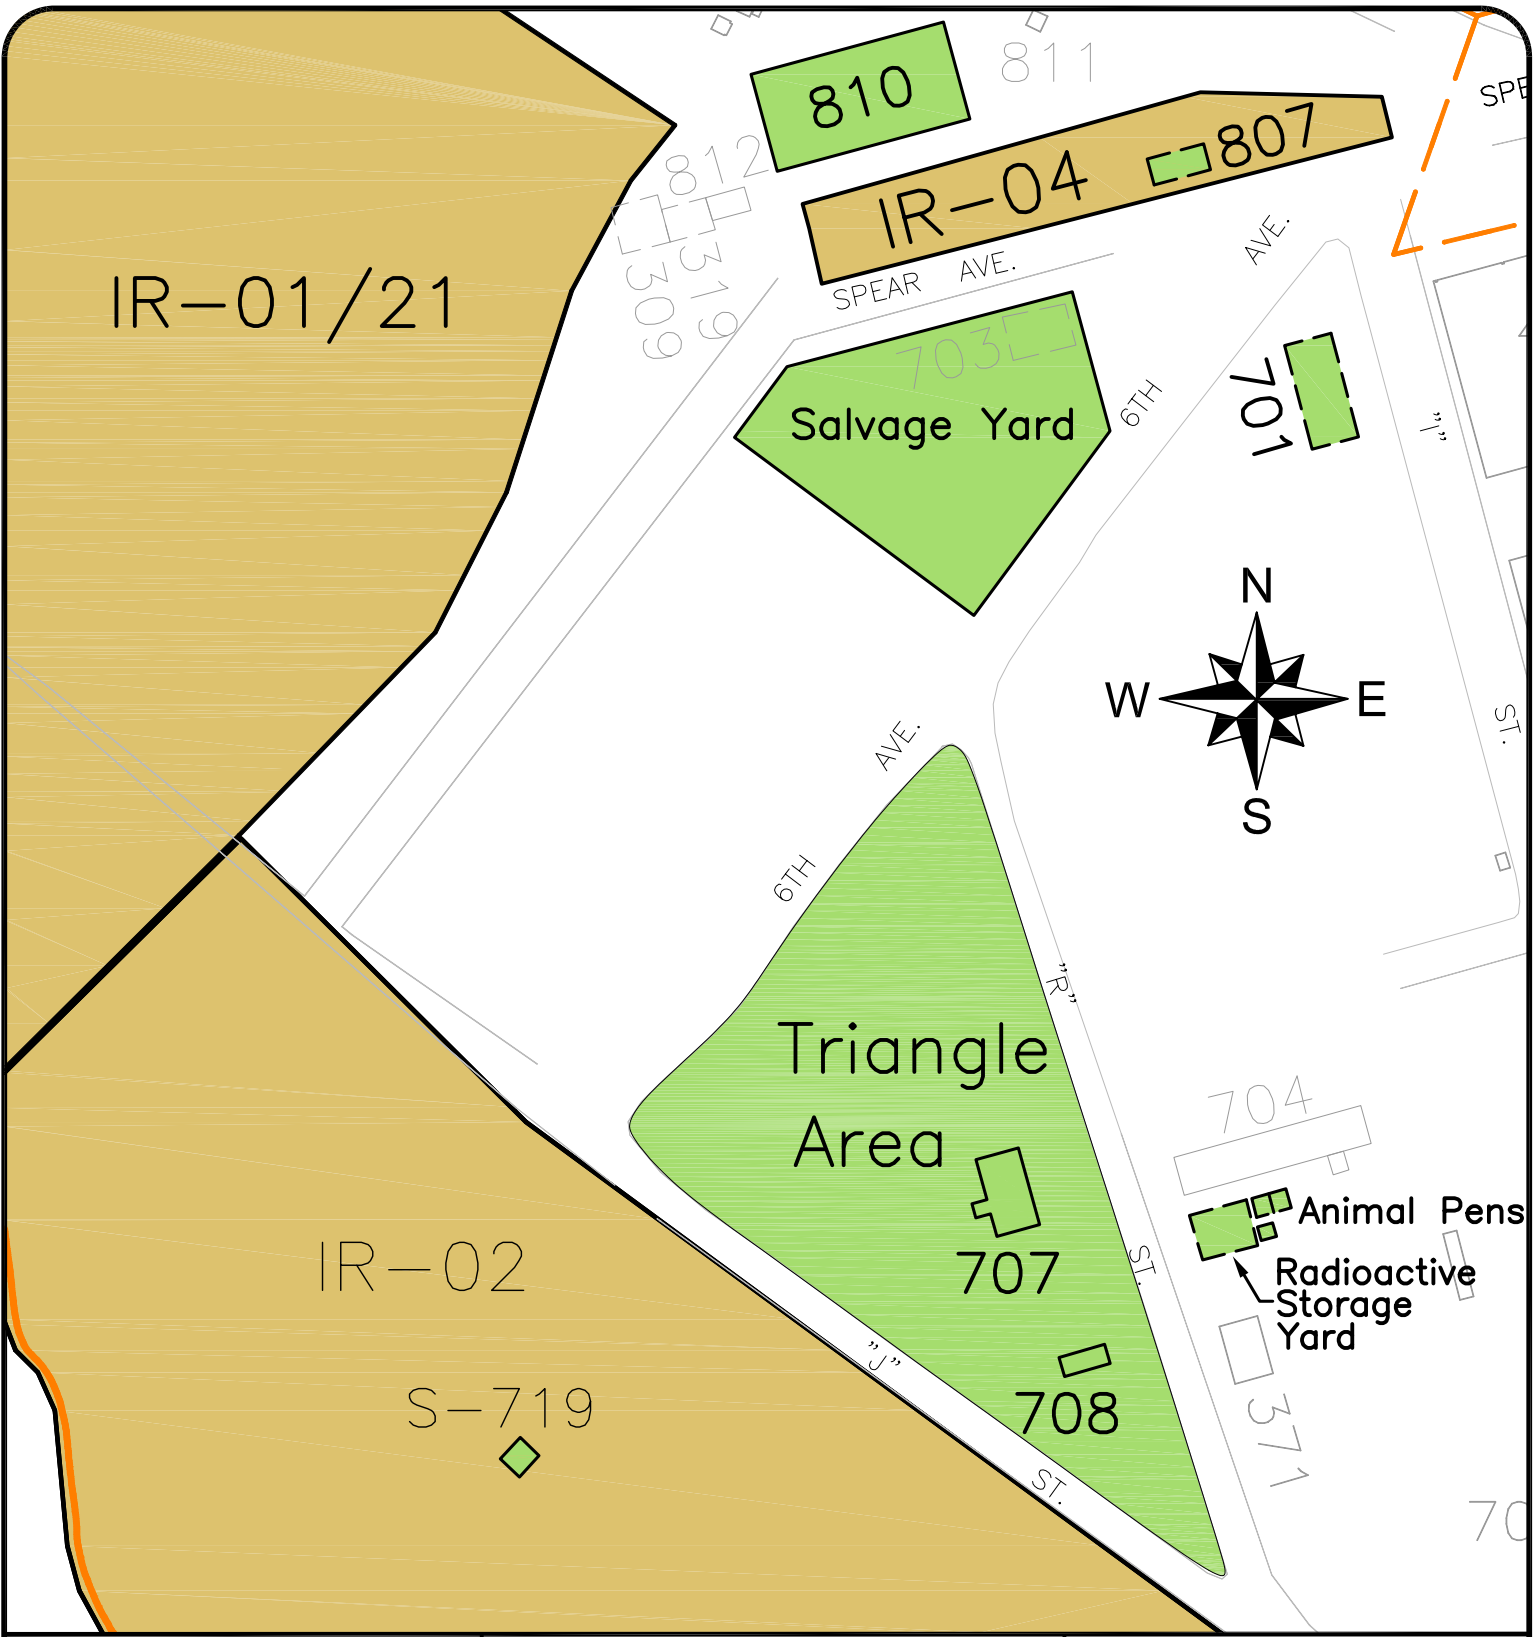 811
810
SPE
807
812
IR-04
AVE.
SPEAR AVE.
319
309
IR-01/21
703
701
Salvage Yard
6TH
"I"
N
W E
S
ST.
AVE.
6TH
"R"
Triangle
Area
704
Animal Pens
707
ST.
IR-02
Radioactive
Storage
Yard
"J"
S-719
708
371
ST.
70